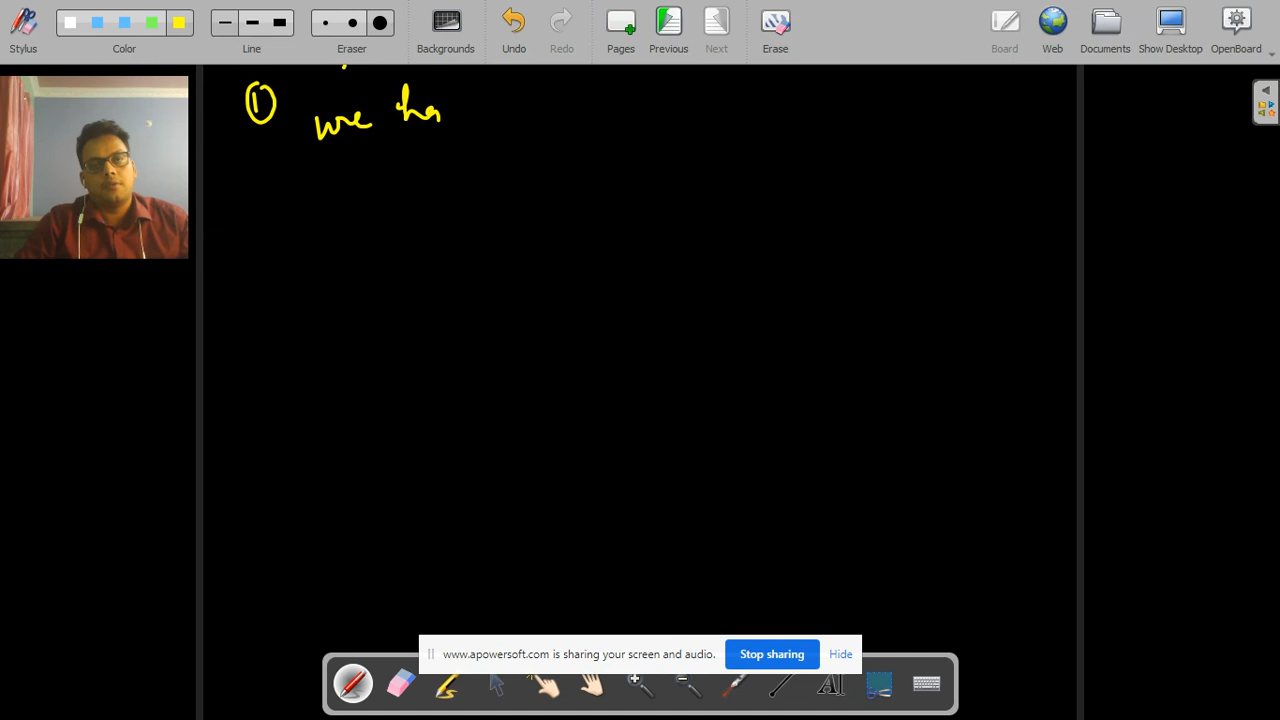 Stylus
Color
Line
Eraser
Backgrounds
Undo
Redo
Pages
Previous
Next
Erase
Board
Web
Documents
Show Desktop
OpenBoard
① we ha
www.apowersoft.com is sharing your screen and audio. Stop sharing Hide